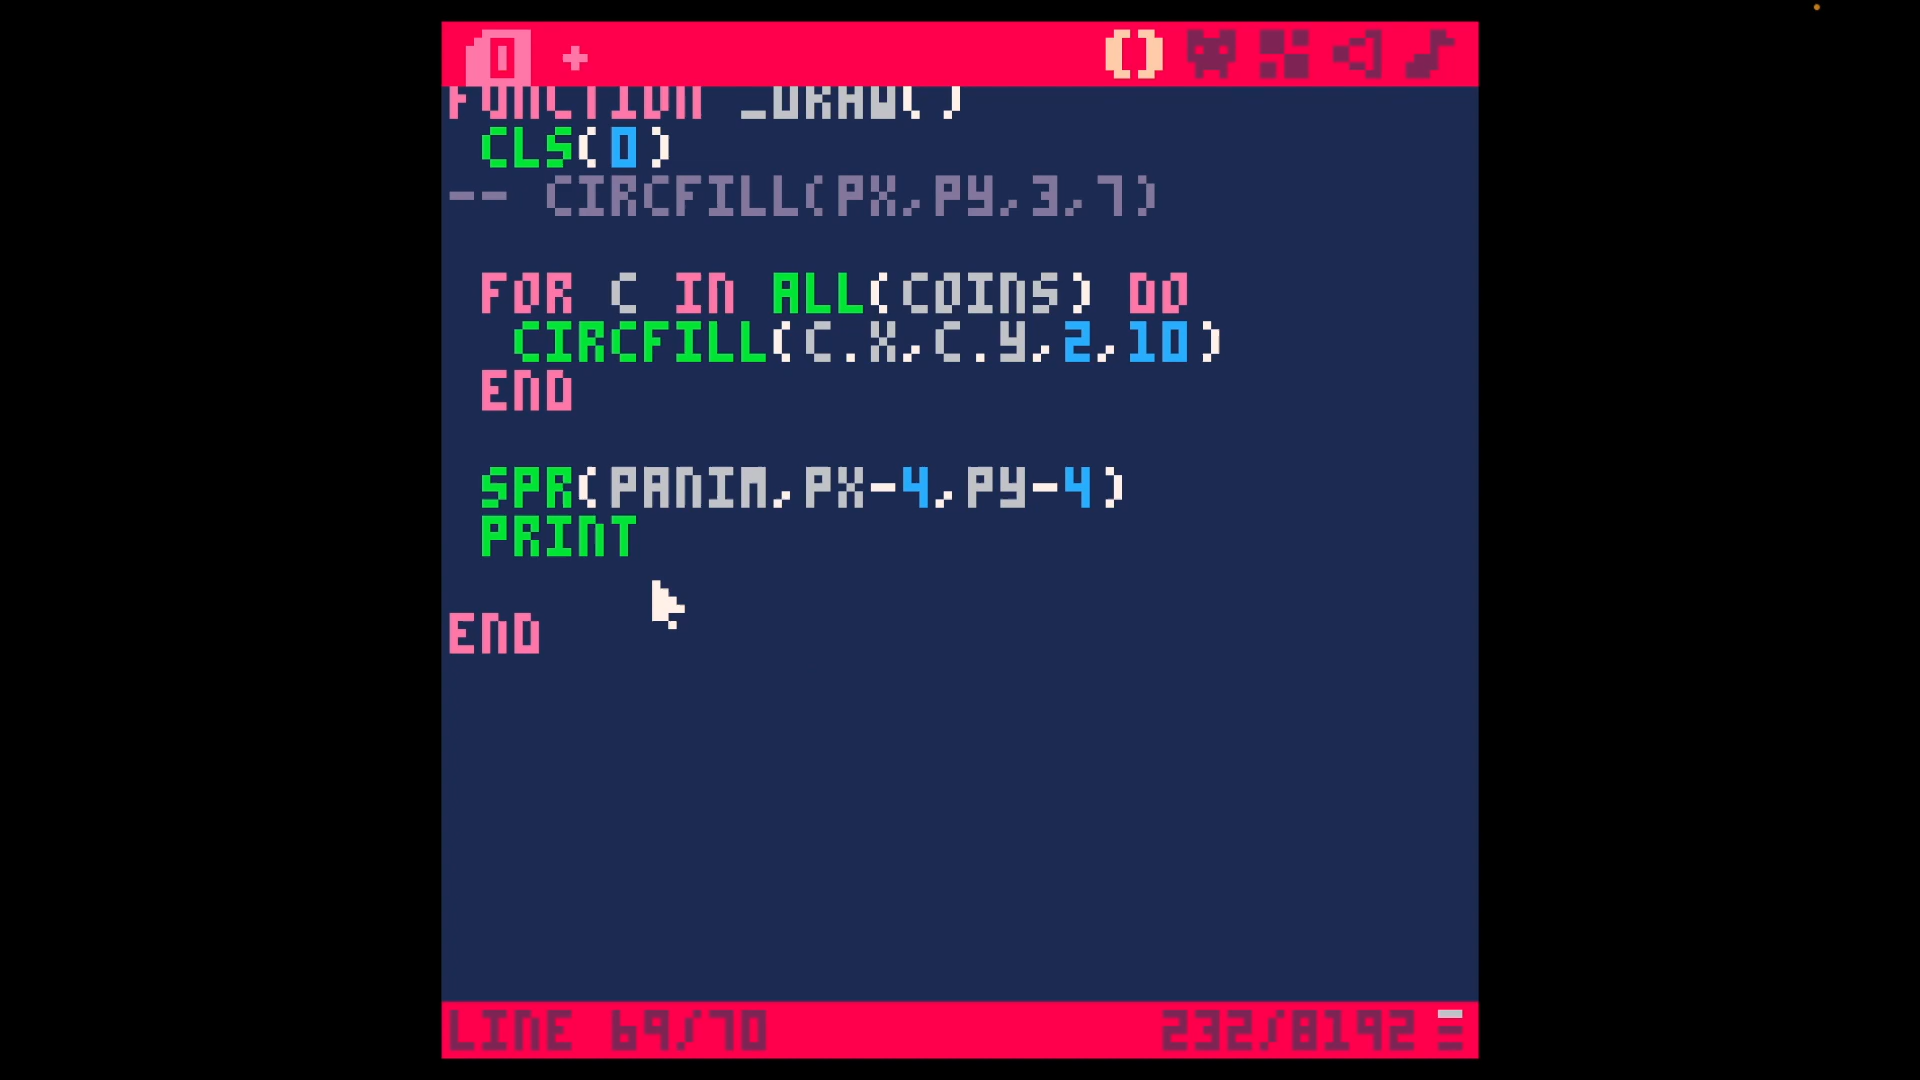 0 +
FUNCTION _DRAW()
CLS(0)
-- CIRCFILL(PX,PY,3,7)
FOR C IN ALL(COINS) DO
CIRCFILL(C.X,C.Y,2,10)
END
SPR(PANIM,PX-4,PY-4)
PRINT
END
LINE 69/70
232/8192